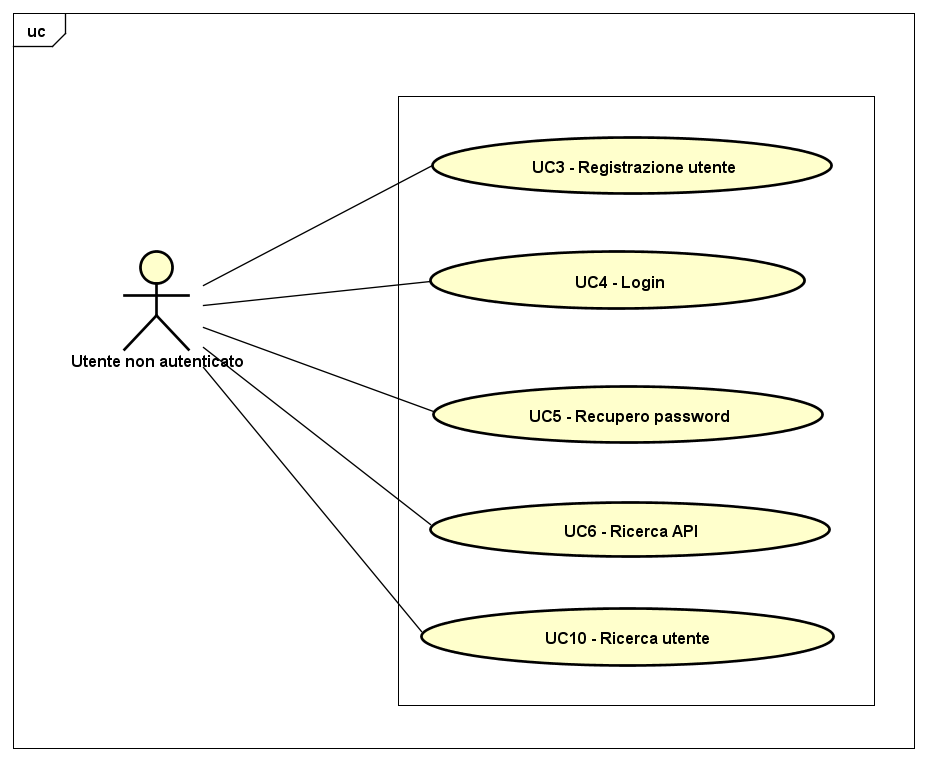 uc
UC3 - Registrazione utente
UC4 - Login
Utente non autenticato
UC5 - Recupero password
UC6 - Ricerca API
UC10 - Ricerca utente